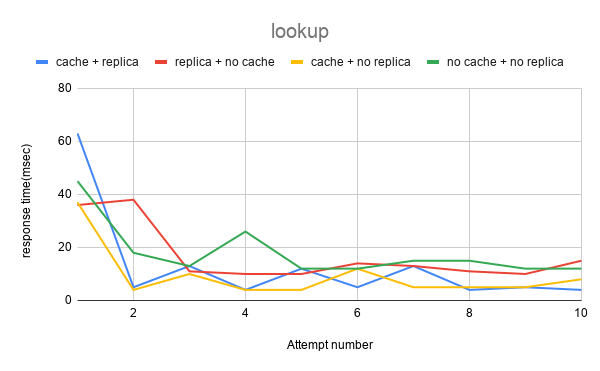 lookup
cache + replica
replica + no cache
cache + no replica
no cache + no replica
80
60
40
20
0
response time(msec)
2
4
6
8
10
Attempt number